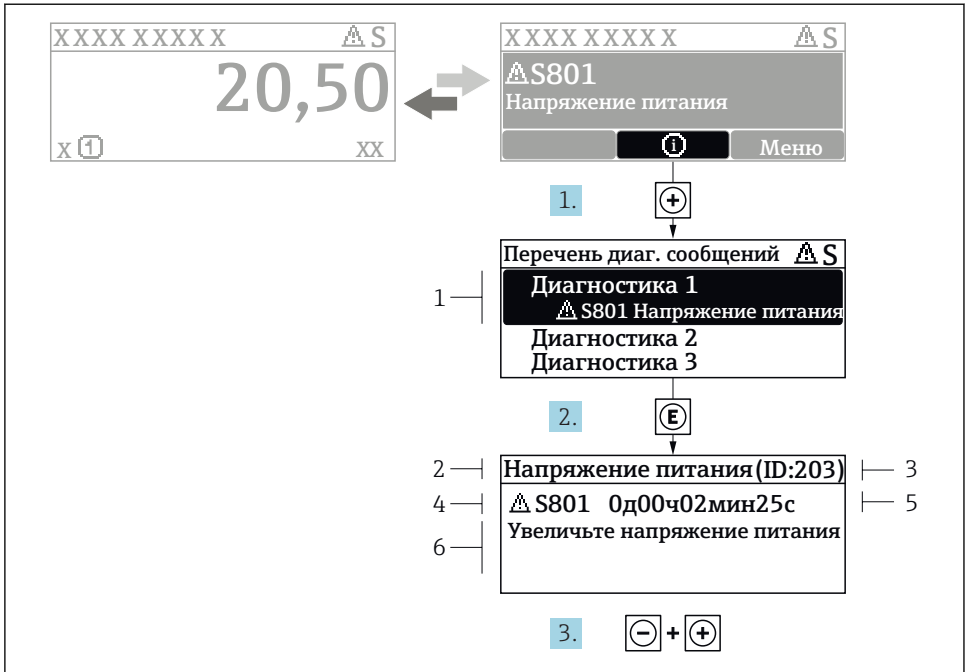 XXXX XXXXX ⚠S
20,50
x ① xx
XXXX XXXXX ⚠S
⚠S801
Напряжение питания
ⓘ Меню
1. +
Перечень диаг. сообщений ⚠S
1
Диагностика 1
⚠ S801 Напряжение питания
Диагностика 2
Диагностика 3
2. E
2 Напряжение питания(ID:203) 3
4 ⚠ S801 0д00ч02мин25с 5
6 Увеличьте напряжение питания
3. − + +